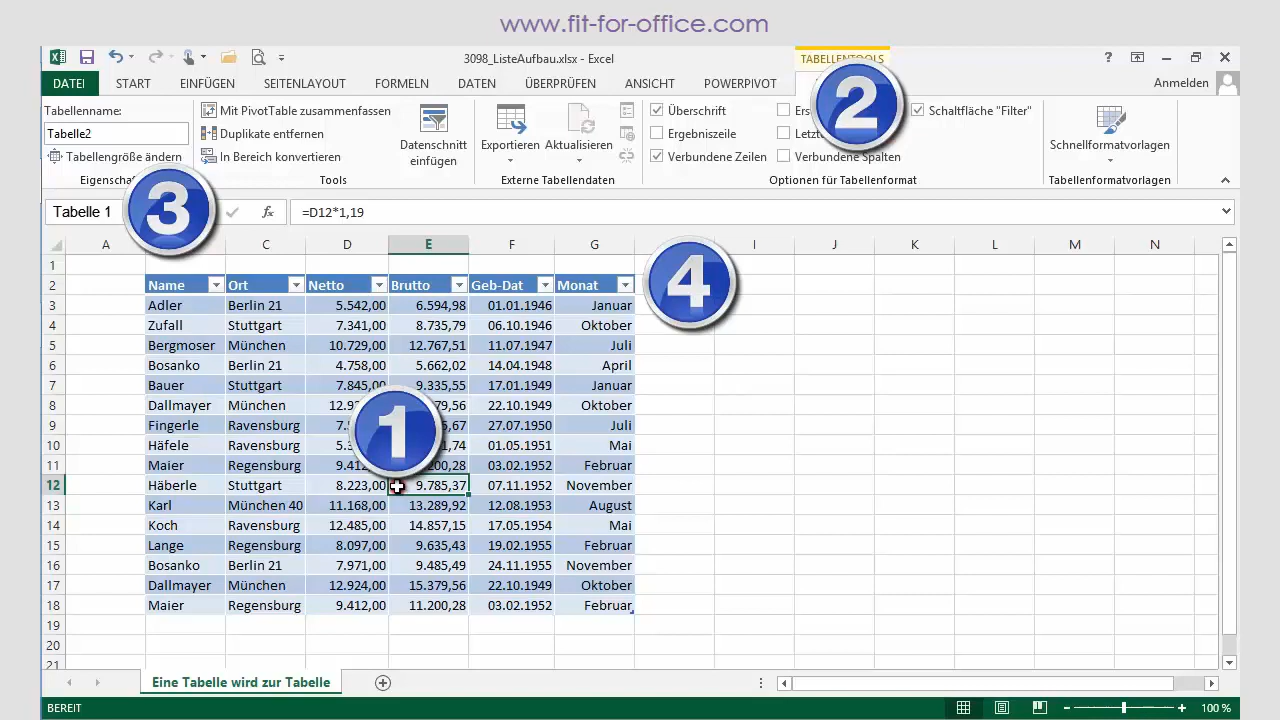 www.fit-for-office.com
3098_ListeAufbau.xlsx - Excel
TABELLENTOOLS
?
DATEI START EINFÜGEN SEITENLAYOUT FORMELN DATEN ÜBERPRÜFEN ANSICHT POWERPIVOT Anmelden
2
Tabellenname:
Tabelle2
Tabellengröße ändern
Mit PivotTable zusammenfassen
Duplikate entfernen
In Bereich konvertieren
Datenschnitt
einfügen
Exportieren
Aktualisieren
Überschrift
Ergebniszeile
Verbundene Zeilen
Verbundene Spalten
Schaltfläche "Filter"
Schnellformatvorlagen
Tools Externe Tabellendaten Optionen für Tabellenformat Tabellenformatvorlagen
3
Tabelle 1 fx =D12*1,19
A C D E F G I J K L M N
1
2 Name Ort Netto Brutto Geb-Dat Monat
4
3 Adler Berlin 21 5.542,00 6.594,98 01.01.1946 Januar
4 Zufall Stuttgart 7.341,00 8.735,79 06.10.1946 Oktober
5 Bergmoser München 10.729,00 12.767,51 11.07.1947 Juli
6 Bosanko Berlin 21 4.758,00 5.662,02 14.04.1948 April
7 Bauer Stuttgart 7.845,00 9.335,55 17.01.1949 Januar
8 Dallmayer München 22.10.1949 Oktober
9 Fingerle Ravensburg 27.07.1950 Juli
1
10 Häfele Ravensburg 01.05.1951 Mai
11 Maier Regensburg 03.02.1952 Februar
12 Häberle Stuttgart 8.223,00 9.785,37 07.11.1952 November
13 Karl München 40 11.168,00 13.289,92 12.08.1953 August
14 Koch Ravensburg 12.485,00 14.857,15 17.05.1954 Mai
15 Lange Regensburg 8.097,00 9.635,43 19.02.1955 Februar
16 Bosanko Berlin 21 7.971,00 9.485,49 24.11.1955 November
17 Dallmayer München 12.924,00 15.379,56 22.10.1949 Oktober
18 Maier Regensburg 9.412,00 11.200,28 03.02.1952 Februar
19
20
21
Eine Tabelle wird zur Tabelle
BEREIT 100 %